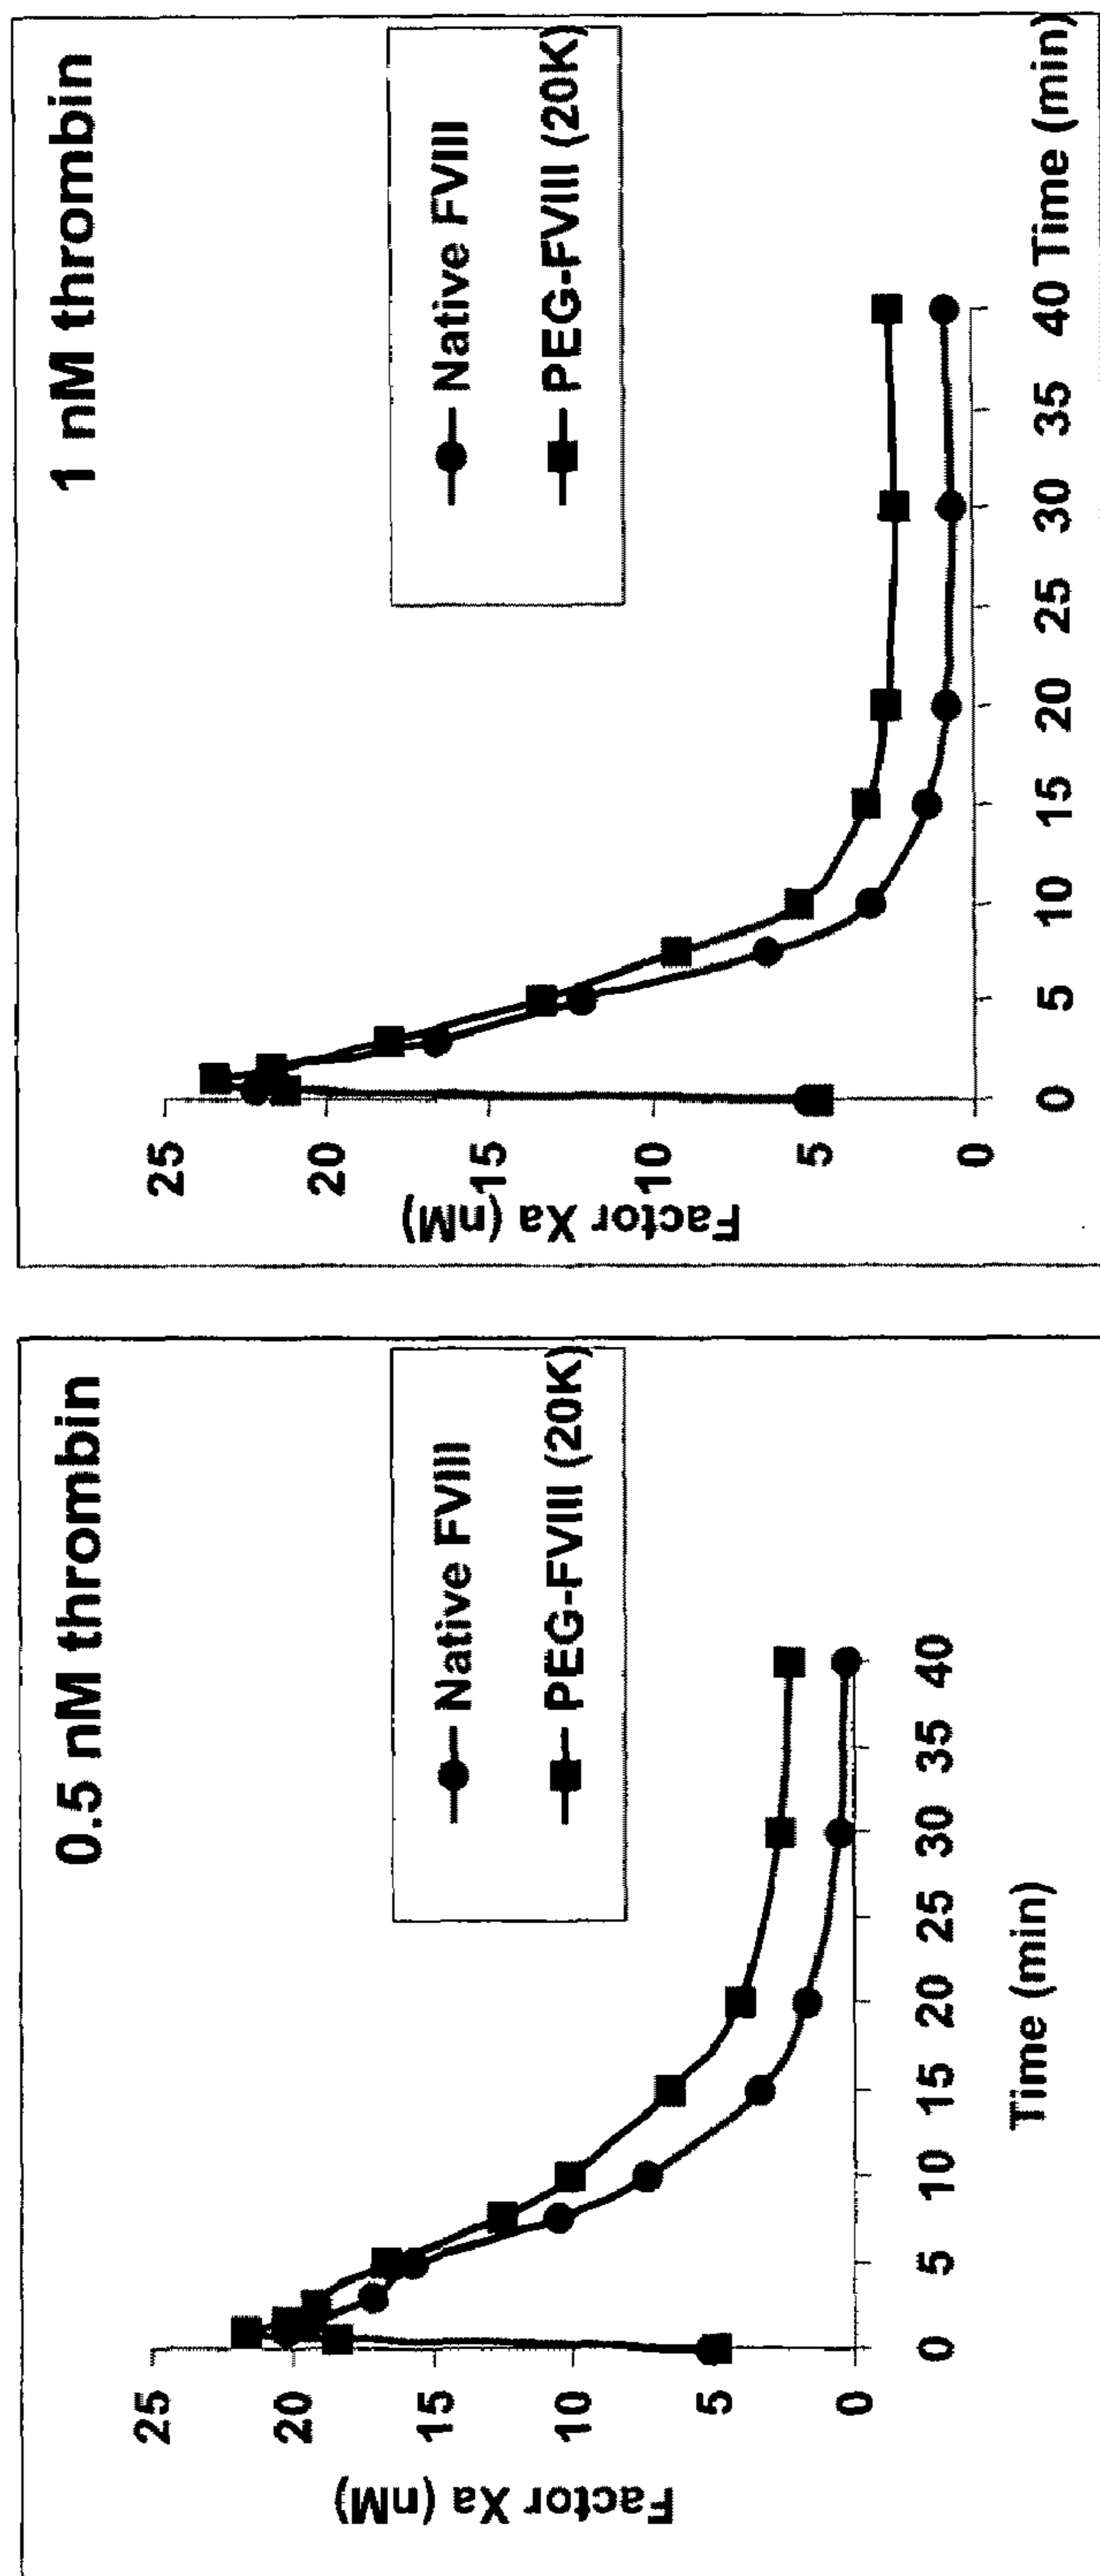 0.5 nM thrombin
Native FVIII
PEG-FVIII (20K)
Factor Xa (nM)
25
20
15
10
5
0
0 5 10 15 20 25 30 35 40
Time (min)
1 nM thrombin
Native FVIII
PEG-FVIII (20K)
Factor Xa (nM)
25
20
15
10
5
0
0 5 10 15 20 25 30 35 40 Time (min)